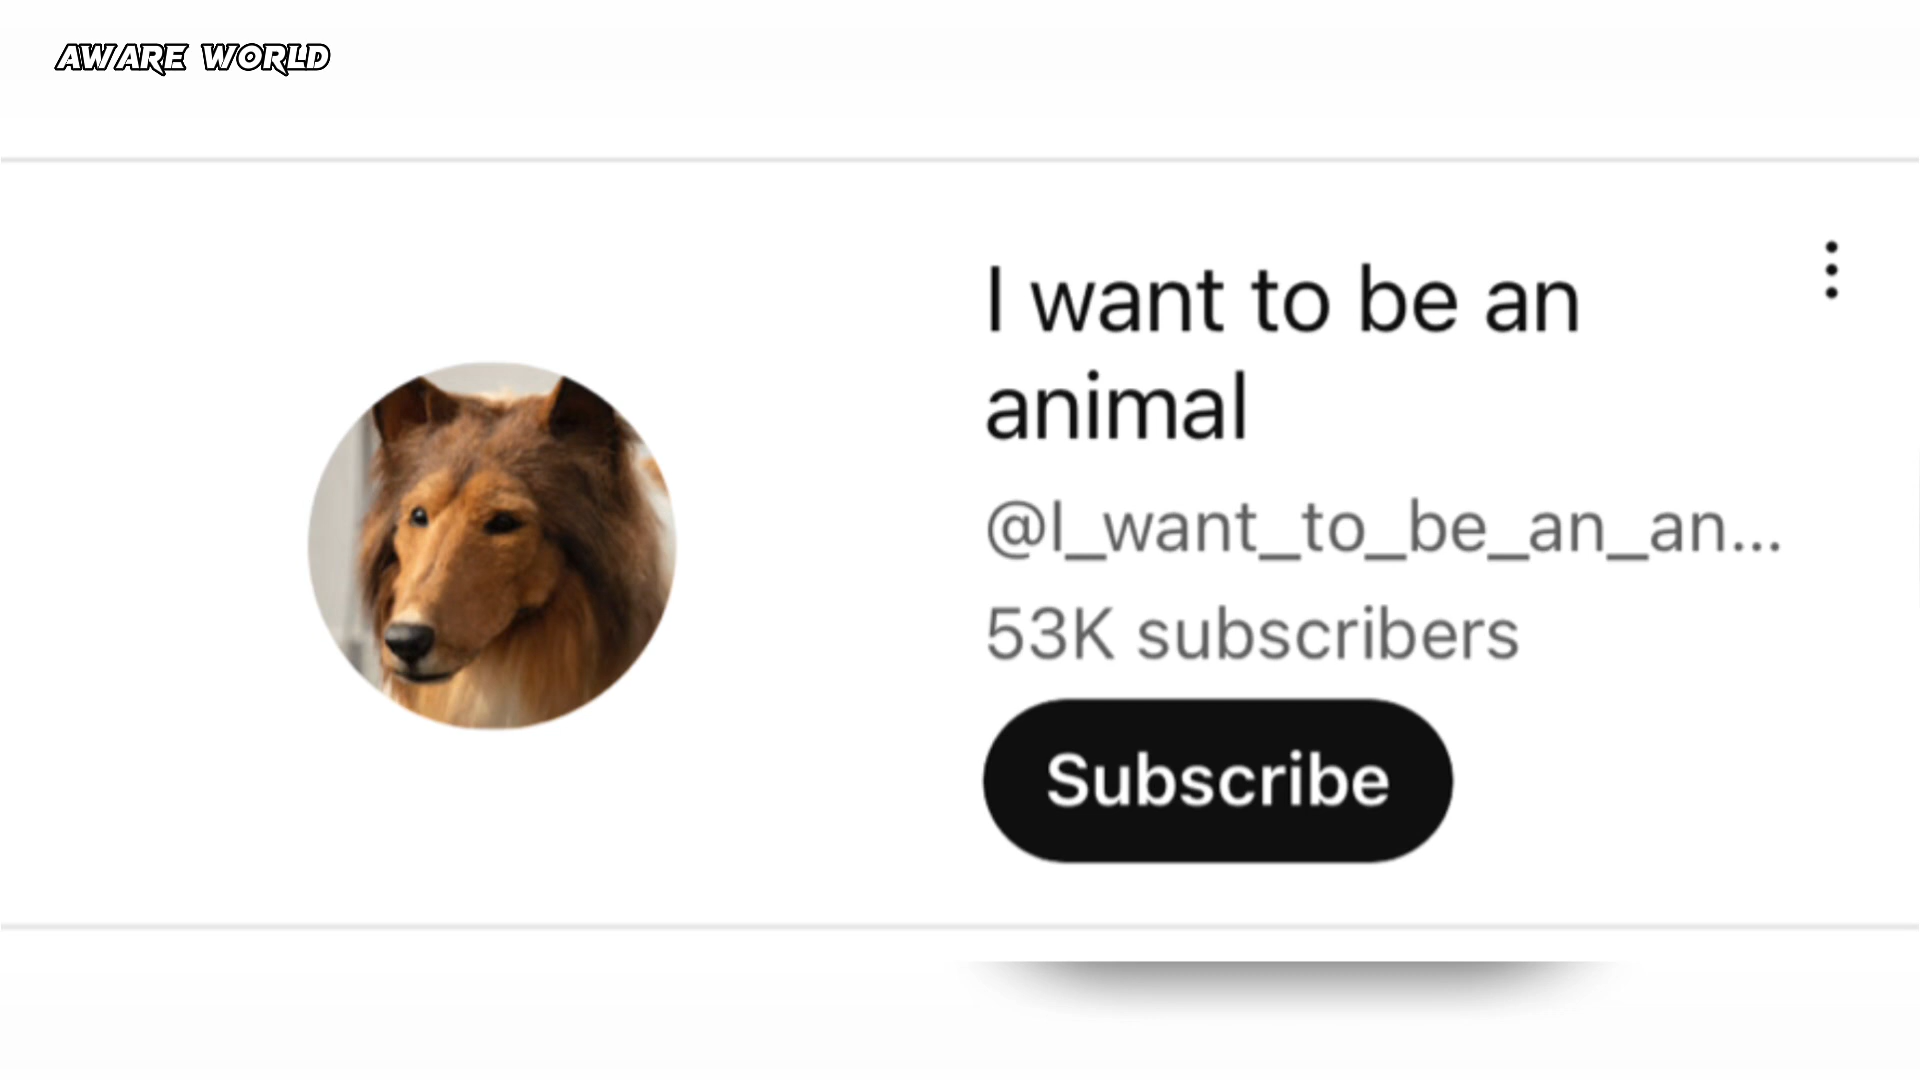 AWARE WORLD
I want to be an
animal
@I_want_to_be_an_an...
53K subscribers
Subscribe